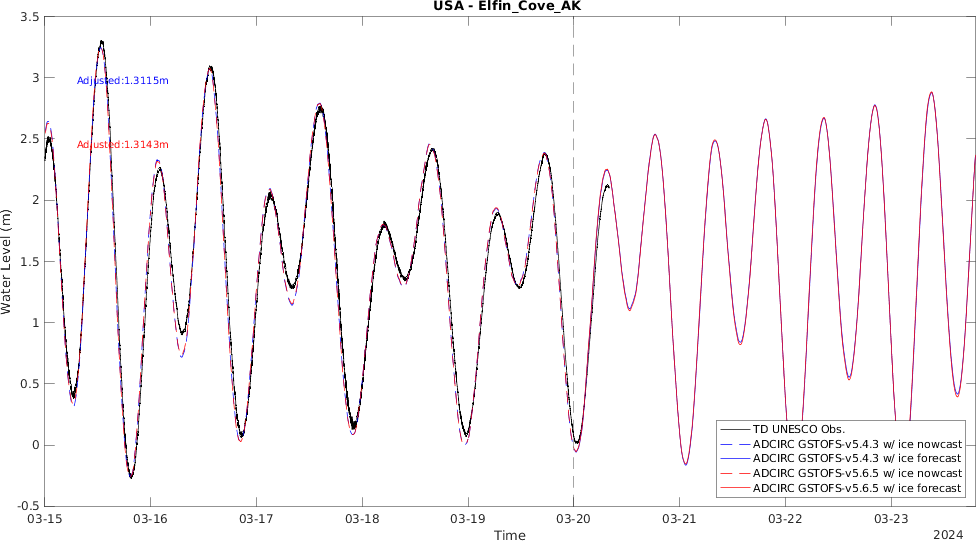 USA - Elfin_Cove_AK
3.5
3
2.5
2
1.5
1
0.5
0
-0.5
Water Level (m)
Adjusted:1.3115m
Adjusted:1.3143m
TD UNESCO Obs.
ADCIRC GSTOFS-v5.4.3 w/ ice nowcast
ADCIRC GSTOFS-v5.4.3 w/ ice forecast
ADCIRC GSTOFS-v5.6.5 w/ ice nowcast
ADCIRC GSTOFS-v5.6.5 w/ ice forecast
03-15 03-16 03-17 03-18 03-19 03-20 03-21 03-22 03-23
Time
2024